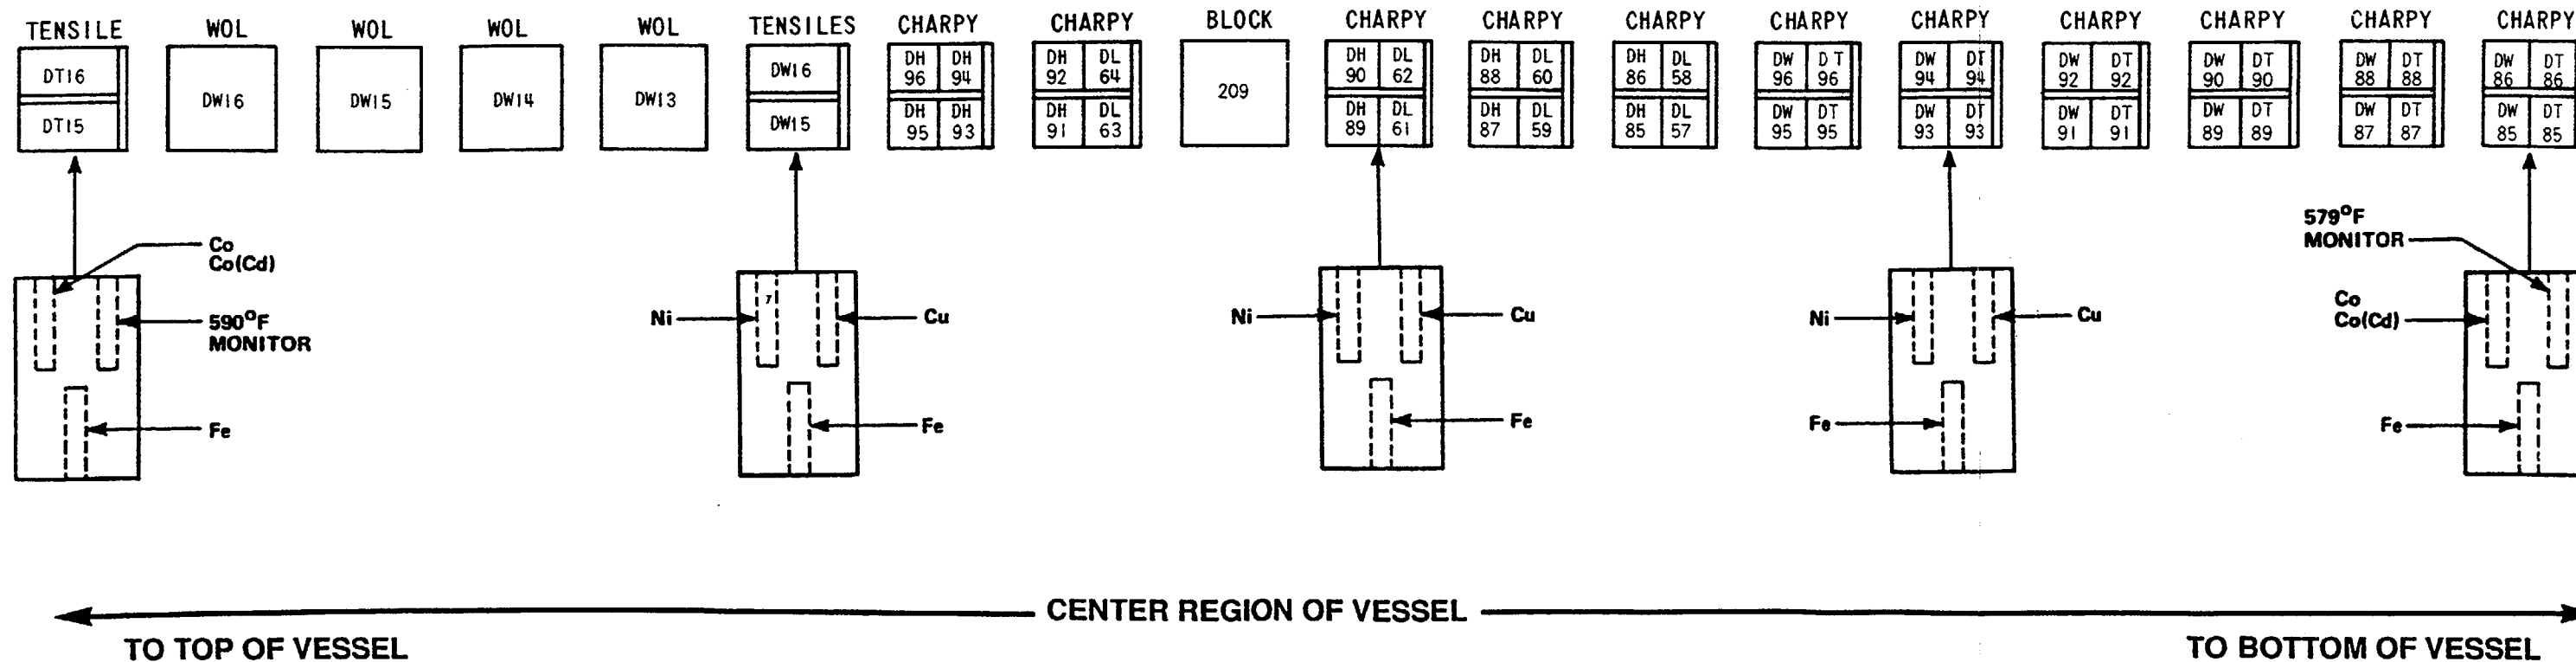 TENSILE WOL WOL WOL WOL TENSILES CHARPY CHARPY BLOCK CHARPY CHARPY CHARPY CHARPY CHARPY CHARPY CHARPY CHARPY CHARPY
DT16
DT15
DW16
DW15
DW14
DW13
DW16
DW15
DH DH
96 94
DH DH
95 93
DH DL
92 64
DH DL
91 63
209
DH DL
90 62
DH DL
89 61
DH DL
88 60
DH DL
87 59
DH DL
86 58
DH DL
85 57
DW DT
96 96
DW DT
95 95
DW DT
94 94
DW DT
93 93
DW DT
92 92
DW DT
91 91
DW DT
90 90
DW DT
89 89
DW DT
88 88
DW DT
87 87
DW DT
86 86
DW DT
85 85
Co
Co(Cd)
590°F
MONITOR
Fe
Ni
Cu
Fe
Ni
Cu
Fe
Ni
Cu
Fe
579°F
MONITOR
Co
Co(Cd)
Fe
CENTER REGION OF VESSEL
TO TOP OF VESSEL TO BOTTOM OF VESSEL